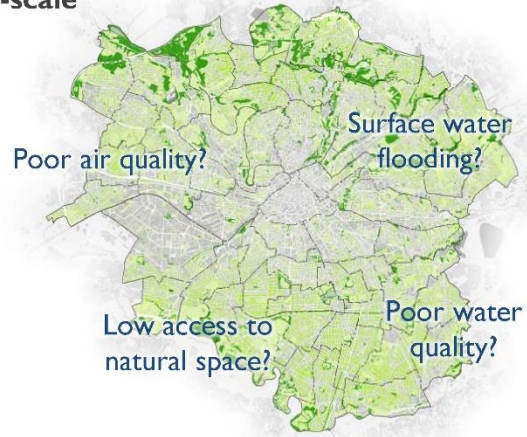 -scale
Surface water
flooding?
Poor air quality?
Low access to
natural space?
Poor water
quality?